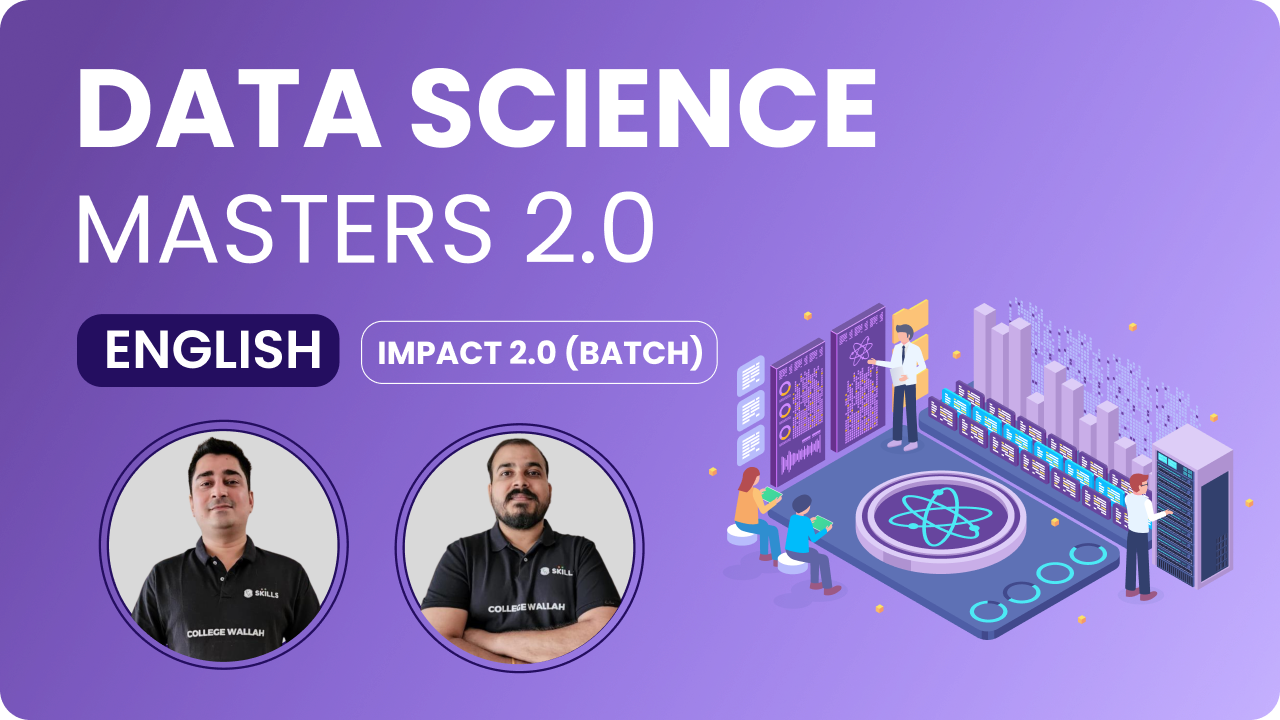 DATA SCIENCE
MASTERS 2.0
ENGLISH
IMPACT 2.0 (BATCH)
SKILLS
COLLEGE WALLAH
SKILL
COLLEGE WALLAH